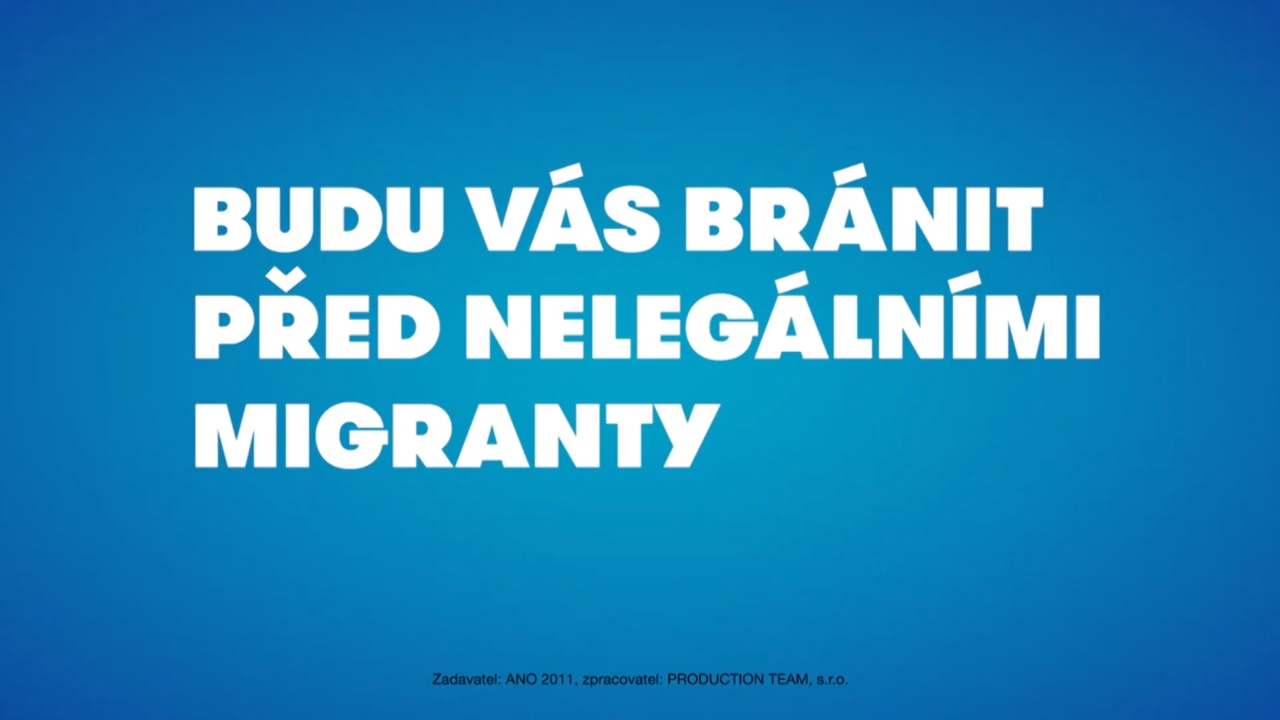 BUDU VÁS BRÁNIT
PŘED NELEGÁLNÍMI
MIGRANTY
Zadavatel: ANO 2011, zpracovatel: PRODUCTION TEAM, s.r.o.